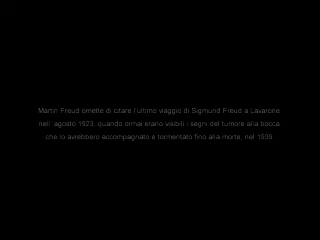 Martin Freud omette di citare l'ultimo viaggio di Sigmund Freud a Lavarone
nell' agosto 1923, quando ormai erano visibili i segni del tumore alla bocca
che lo avrebbero accompagnato e tormentato fino alla morte, nel 1939